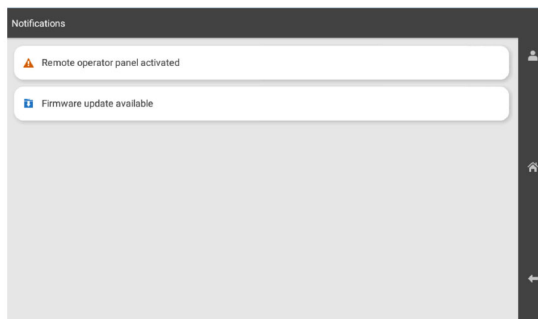 Notifications
Remote operator panel activated
Firmware update available